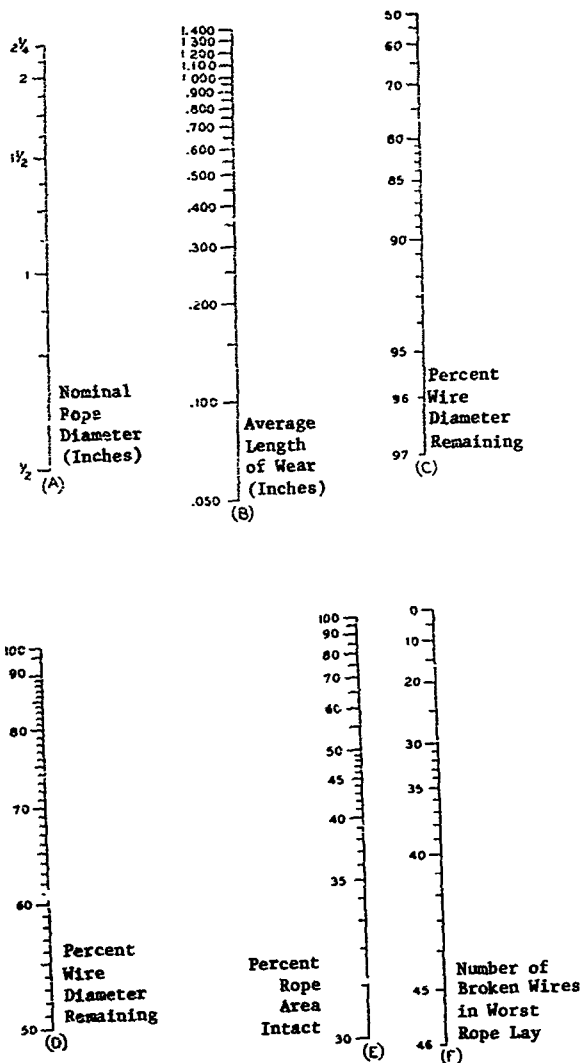 2¼
2
1½
1
½
Nominal
Pope
Diameter
(Inches)
(A)
1.400
1.300
1.200
1.100
1.000
.900
.800
.700
.600
.500
.400
.300
.200
.100
.050
Average
Length
of Wear
(Inches)
(B)
50
60
70
80
85
90
95
96
97
Percent
Wire
Diameter
Remaining
(C)
100
90
80
70
60
50
Percent
Wire
Diameter
Remaining
(D)
100
90
80
70
60
50
45
40
35
30
Percent
Rope
Area
Intact
(E)
0
10
20
30
35
40
45
46
Number of
Broken Wires
in Worst
Rope Lay
(F)